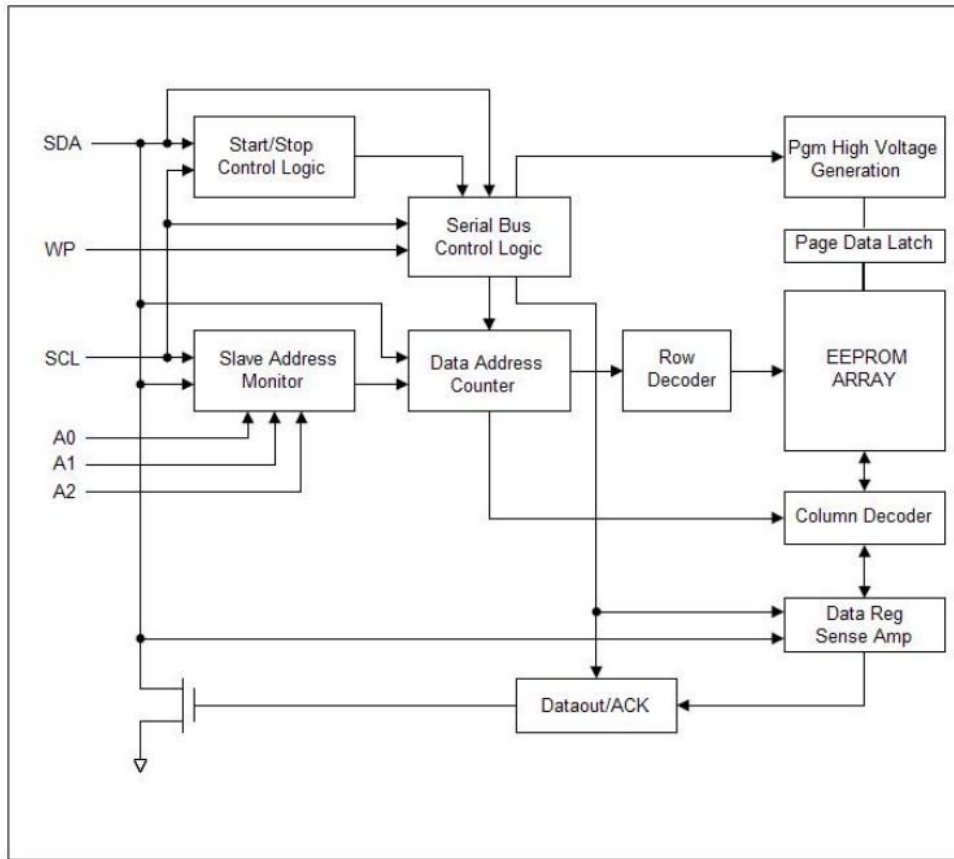 SDA
Start/Stop
Control Logic
Pgm High Voltage
Generation
Serial Bus
Control Logic
WP
Page Data Latch
SCL
Slave Address
Monitor
Data Address
Counter
Row
Decoder
EEPROM
ARRAY
A0
A1
A2
Column Decoder
Data Reg
Sense Amp
Dataout/ACK